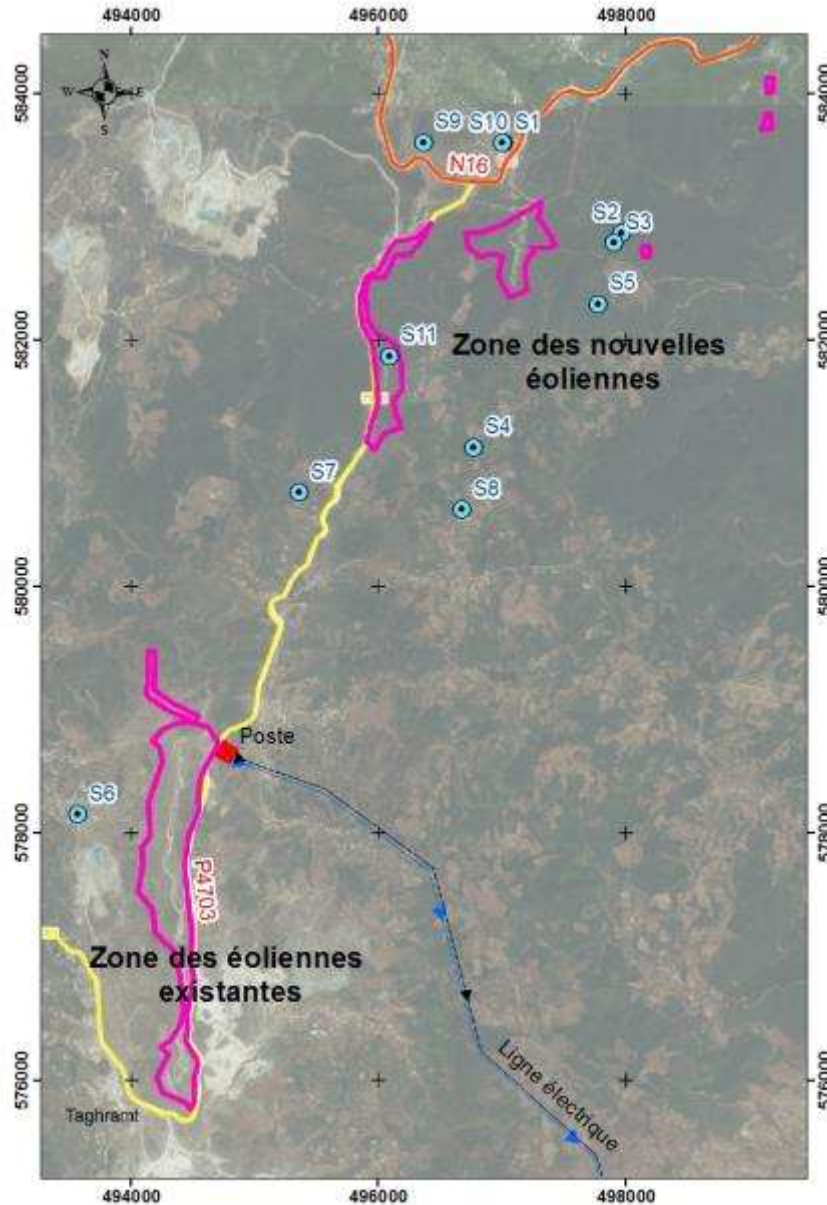 494000 496000 498000
N
W E
S
584000 584000
S9 S10 S1
N16
S2 S3
S5
582000 582000
S11
Zone des nouvelles
éoliennes
S4
S7
S8
580000 580000
Poste
S6
578000 578000
P4703
Zone des éoliennes
existantes
Ligne électrique
576000 576000
Taghramt
494000 496000 498000